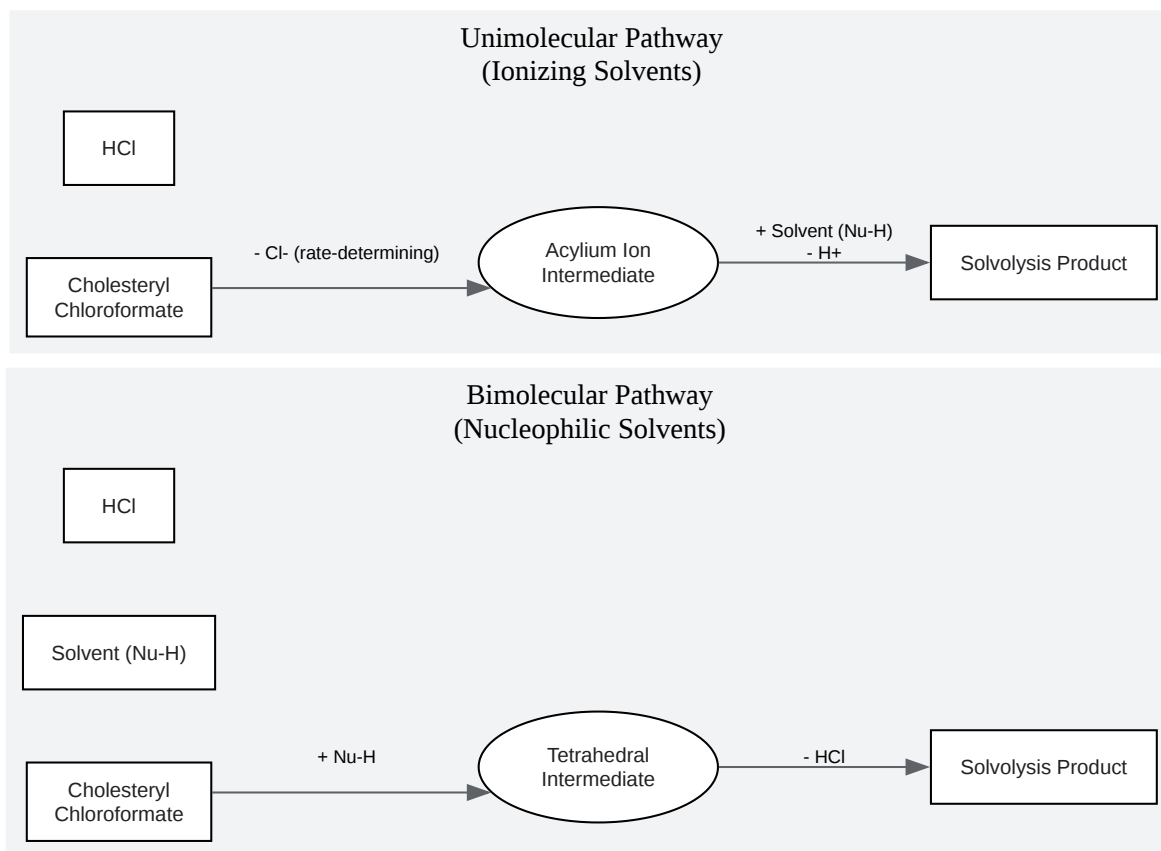 Unimolecular Pathway
(Ionizing Solvents)
HCl
- Cl- (rate-determining)
Cholesteryl
Chloroformate
Acylium Ion
Intermediate
+ Solvent (Nu-H)
- H+
Solvolysis Product
Bimolecular Pathway
(Nucleophilic Solvents)
HCl
Solvent (Nu-H)
Cholesteryl
Chloroformate
+ Nu-H
Tetrahedral
Intermediate
- HCl
Solvolysis Product